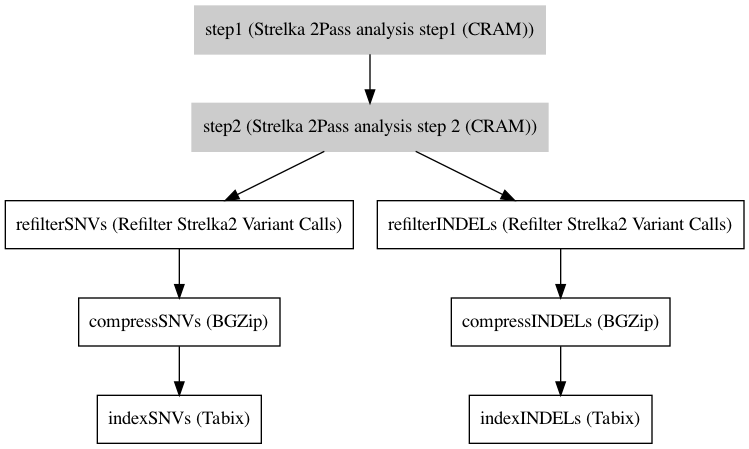 step1 (Strelka 2Pass analysis step1 (CRAM))
step2 (Strelka 2Pass analysis step 2 (CRAM))
refilterSNVs (Refilter Strelka2 Variant Calls)
refilterINDELs (Refilter Strelka2 Variant Calls)
compressSNVs (BGZip)
compressINDELs (BGZip)
indexSNVs (Tabix)
indexINDELs (Tabix)